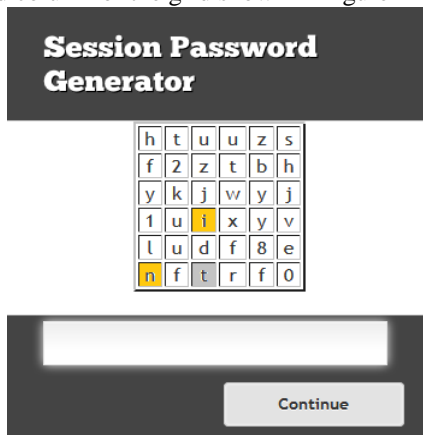 Session Password
Generator
h t u u z s
f 2 z t b h
y k j w y j
1 u i x y v
l u d f 8 e
n f t r f 0
Continue